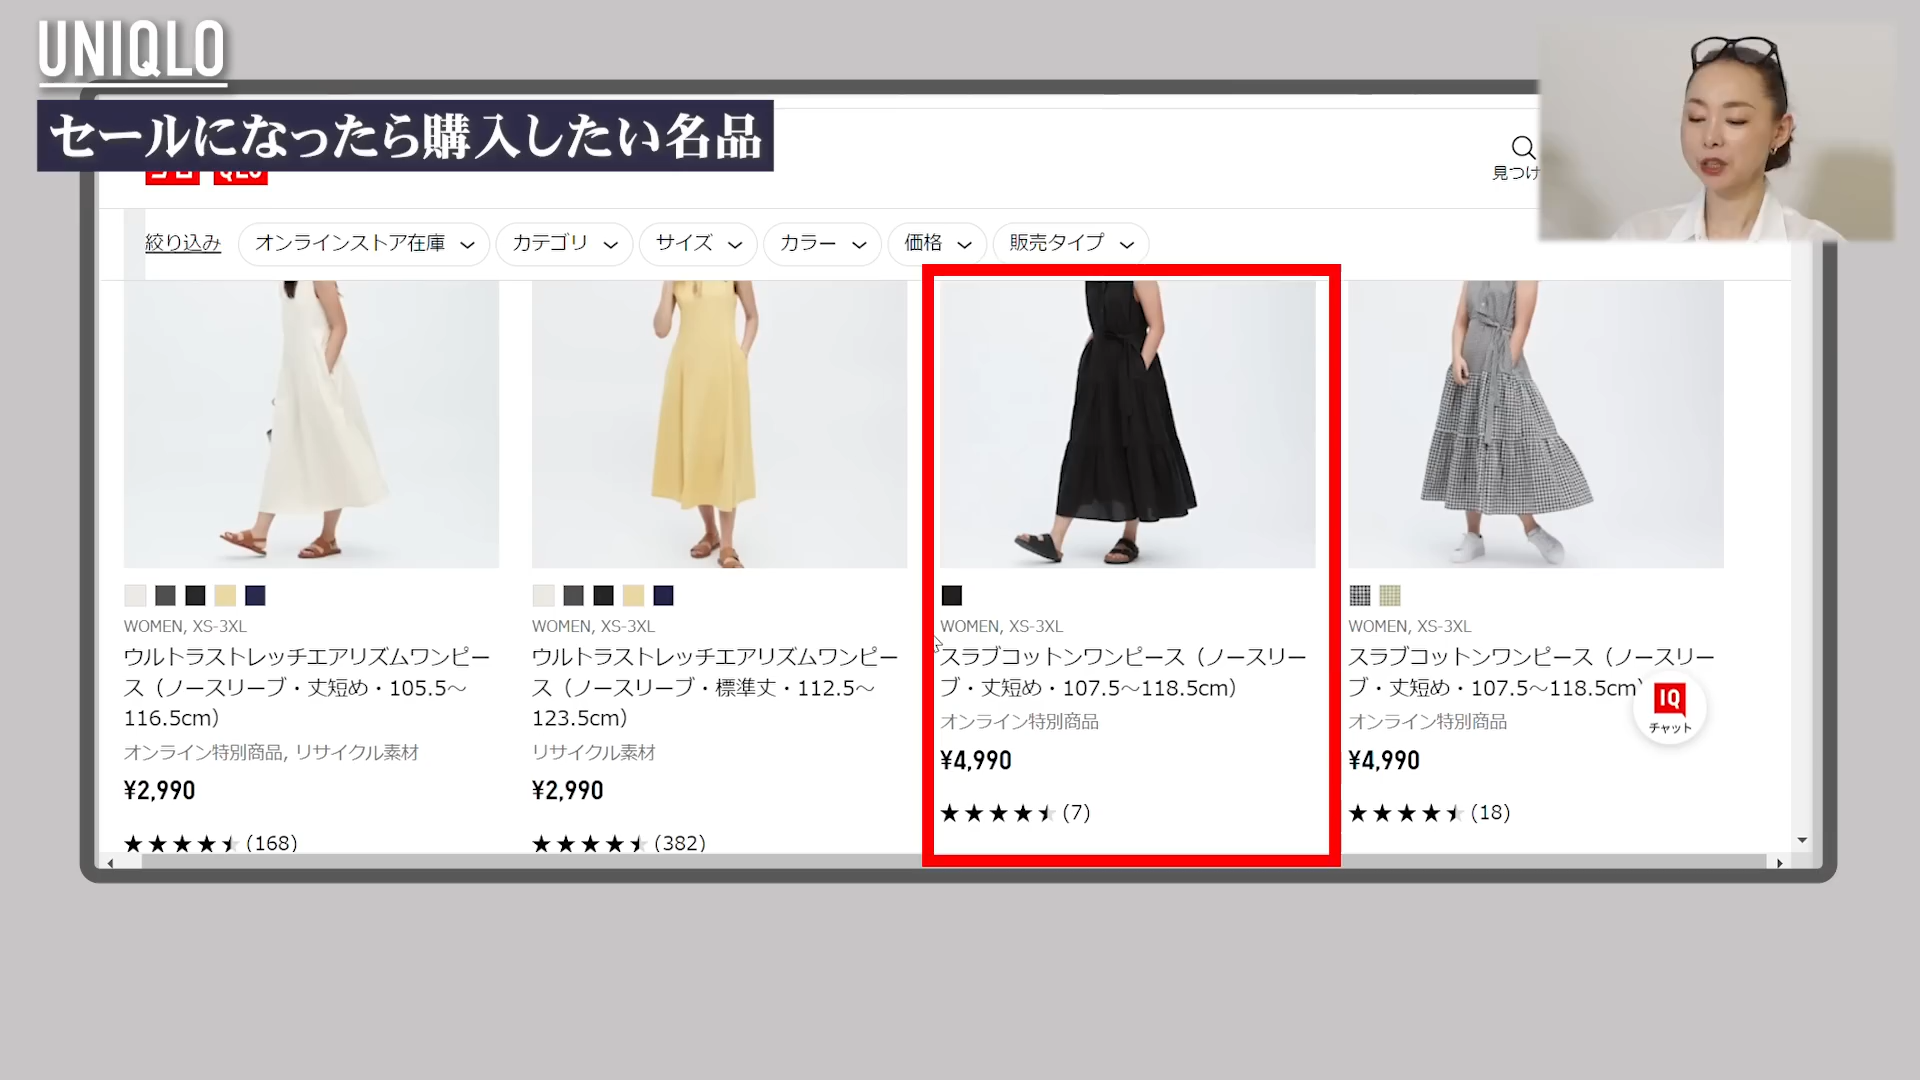 UNIQLO
セールになったら購入したい名品
見つけ
絞り込み
オンラインストア在庫
カテゴリ
サイズ
カラー
価格
販売タイプ
WOMEN, XS-3XL
ウルトラストレッチエアリズムワンピー
ス（ノースリーブ・丈短め・105.5～
116.5cm）
オンライン特別商品, リサイクル素材
¥2,990
(168)
WOMEN, XS-3XL
ウルトラストレッチエアリズムワンピー
ス（ノースリーブ・標準丈・112.5～
123.5cm）
リサイクル素材
¥2,990
(382)
WOMEN, XS-3XL
スラブコットンワンピース（ノースリー
ブ・丈短め・107.5～118.5cm）
オンライン特別商品
¥4,990
(7)
WOMEN, XS-3XL
スラブコットンワンピース（ノースリー
ブ・丈短め・107.5～118.5cm）
オンライン特別商品
¥4,990
(18)
IQ
チャット